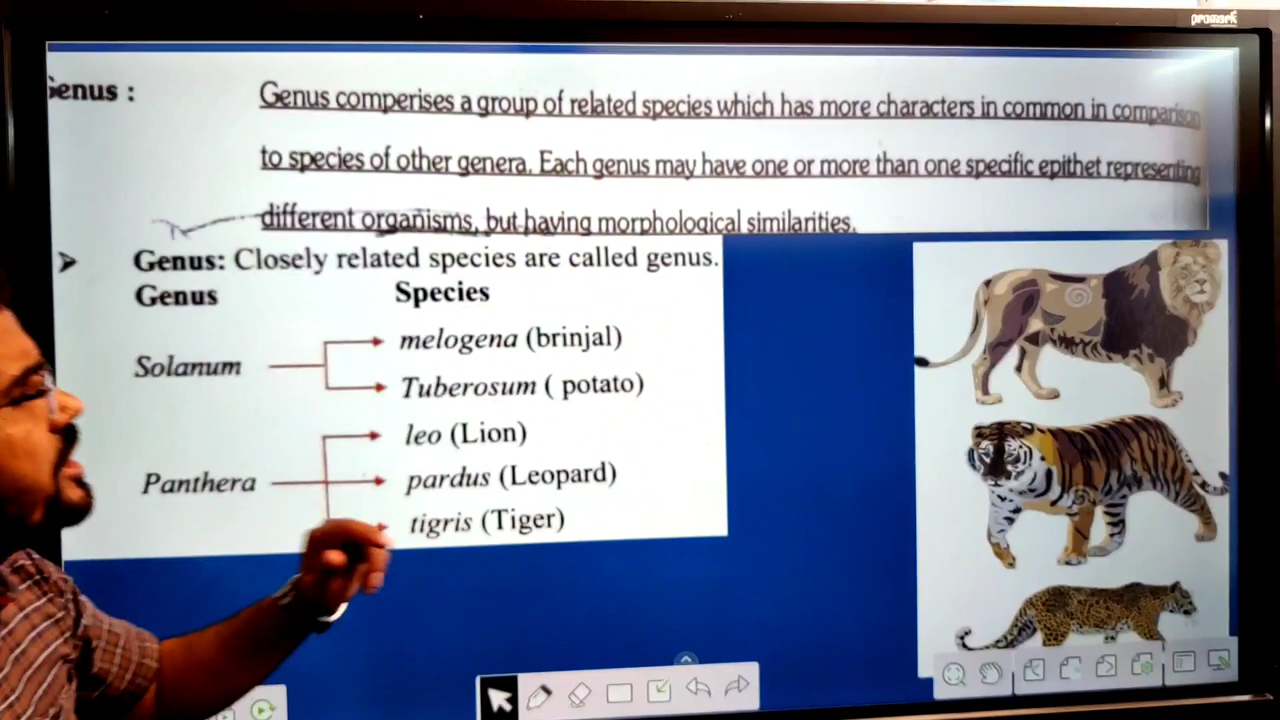 promark
Genus :
Genus comperises a group of related species which has more characters in common in comparison
to species of other genera. Each genus may have one or more than one specific epithet representing
different organisms, but having morphological similarities.
➤ Genus: Closely related species are called genus.
Genus Species
Solanum
melogena (brinjal)
Tuberosum ( potato)
Panthera
leo (Lion)
pardus (Leopard)
tigris (Tiger)